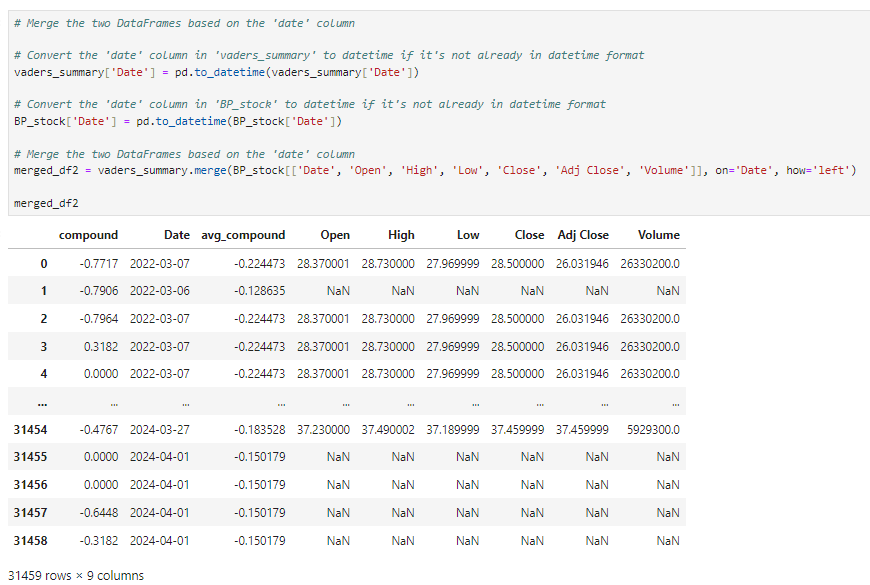 # Merge the two DataFrames based on the 'date' column
# Convert the 'date' column in 'vaders_summary' to datetime if it's not already in datetime format
vaders_summary['Date'] = pd.to_datetime(vaders_summary['Date'])
# Convert the 'date' column in 'BP_stock' to datetime if it's not already in datetime format
BP_stock['Date'] = pd.to_datetime(BP_stock['Date'])
# Merge the two DataFrames based on the 'date' column
merged_df2 = vaders_summary.merge(BP_stock[['Date', 'Open', 'High', 'Low', 'Close', 'Adj Close', 'Volume']], on='Date', how='left')
merged_df2
compound Date avg_compound Open High Low Close Adj Close Volume
0 -0.7717 2022-03-07 -0.224473 28.370001 28.730000 27.969999 28.500000 26.031946 26330200.0
1 -0.7906 2022-03-06 -0.128635 NaN NaN NaN NaN NaN NaN
2 -0.7964 2022-03-07 -0.224473 28.370001 28.730000 27.969999 28.500000 26.031946 26330200.0
3 0.3182 2022-03-07 -0.224473 28.370001 28.730000 27.969999 28.500000 26.031946 26330200.0
4 0.0000 2022-03-07 -0.224473 28.370001 28.730000 27.969999 28.500000 26.031946 26330200.0
... ... ... ... ... ... ... ... ... ...
31454 -0.4767 2024-03-27 -0.183528 37.230000 37.490002 37.189999 37.459999 37.459999 5929300.0
31455 0.0000 2024-04-01 -0.150179 NaN NaN NaN NaN NaN NaN
31456 0.0000 2024-04-01 -0.150179 NaN NaN NaN NaN NaN NaN
31457 -0.6448 2024-04-01 -0.150179 NaN NaN NaN NaN NaN NaN
31458 -0.3182 2024-04-01 -0.150179 NaN NaN NaN NaN NaN NaN
31459 rows × 9 columns